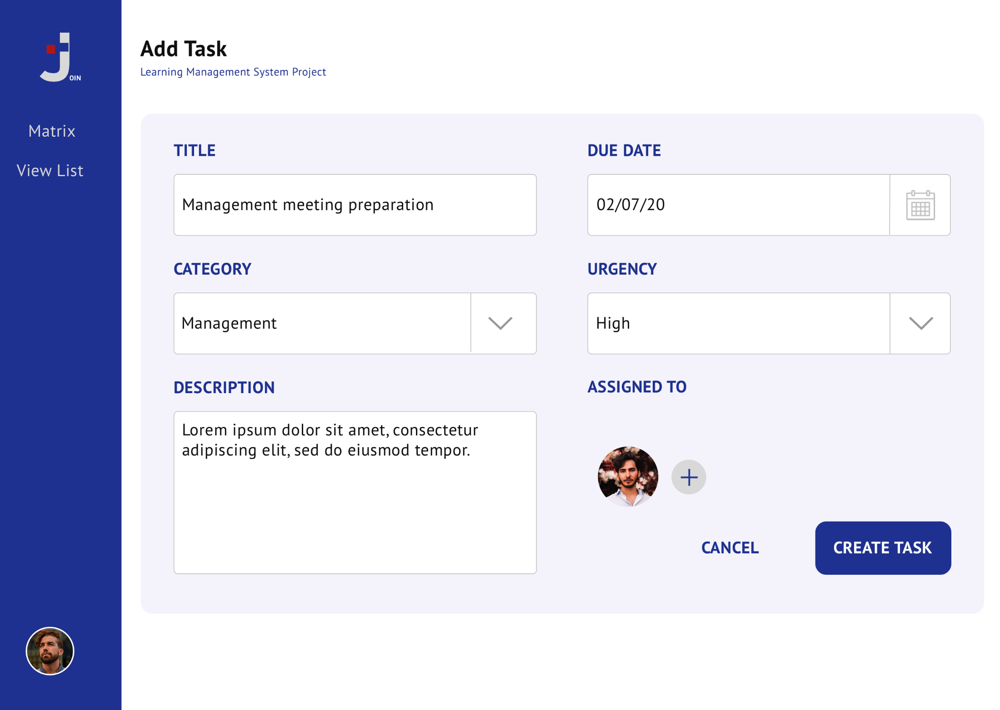 JOIN
Matrix
View List
Add Task
Learning Management System Project
TITLE
Management meeting preparation
DUE DATE
02/07/20
CATEGORY
Management
URGENCY
High
DESCRIPTION
Lorem ipsum dolor sit amet, consectetur
adipiscing elit, sed do eiusmod tempor.
ASSIGNED TO
CANCEL
CREATE TASK